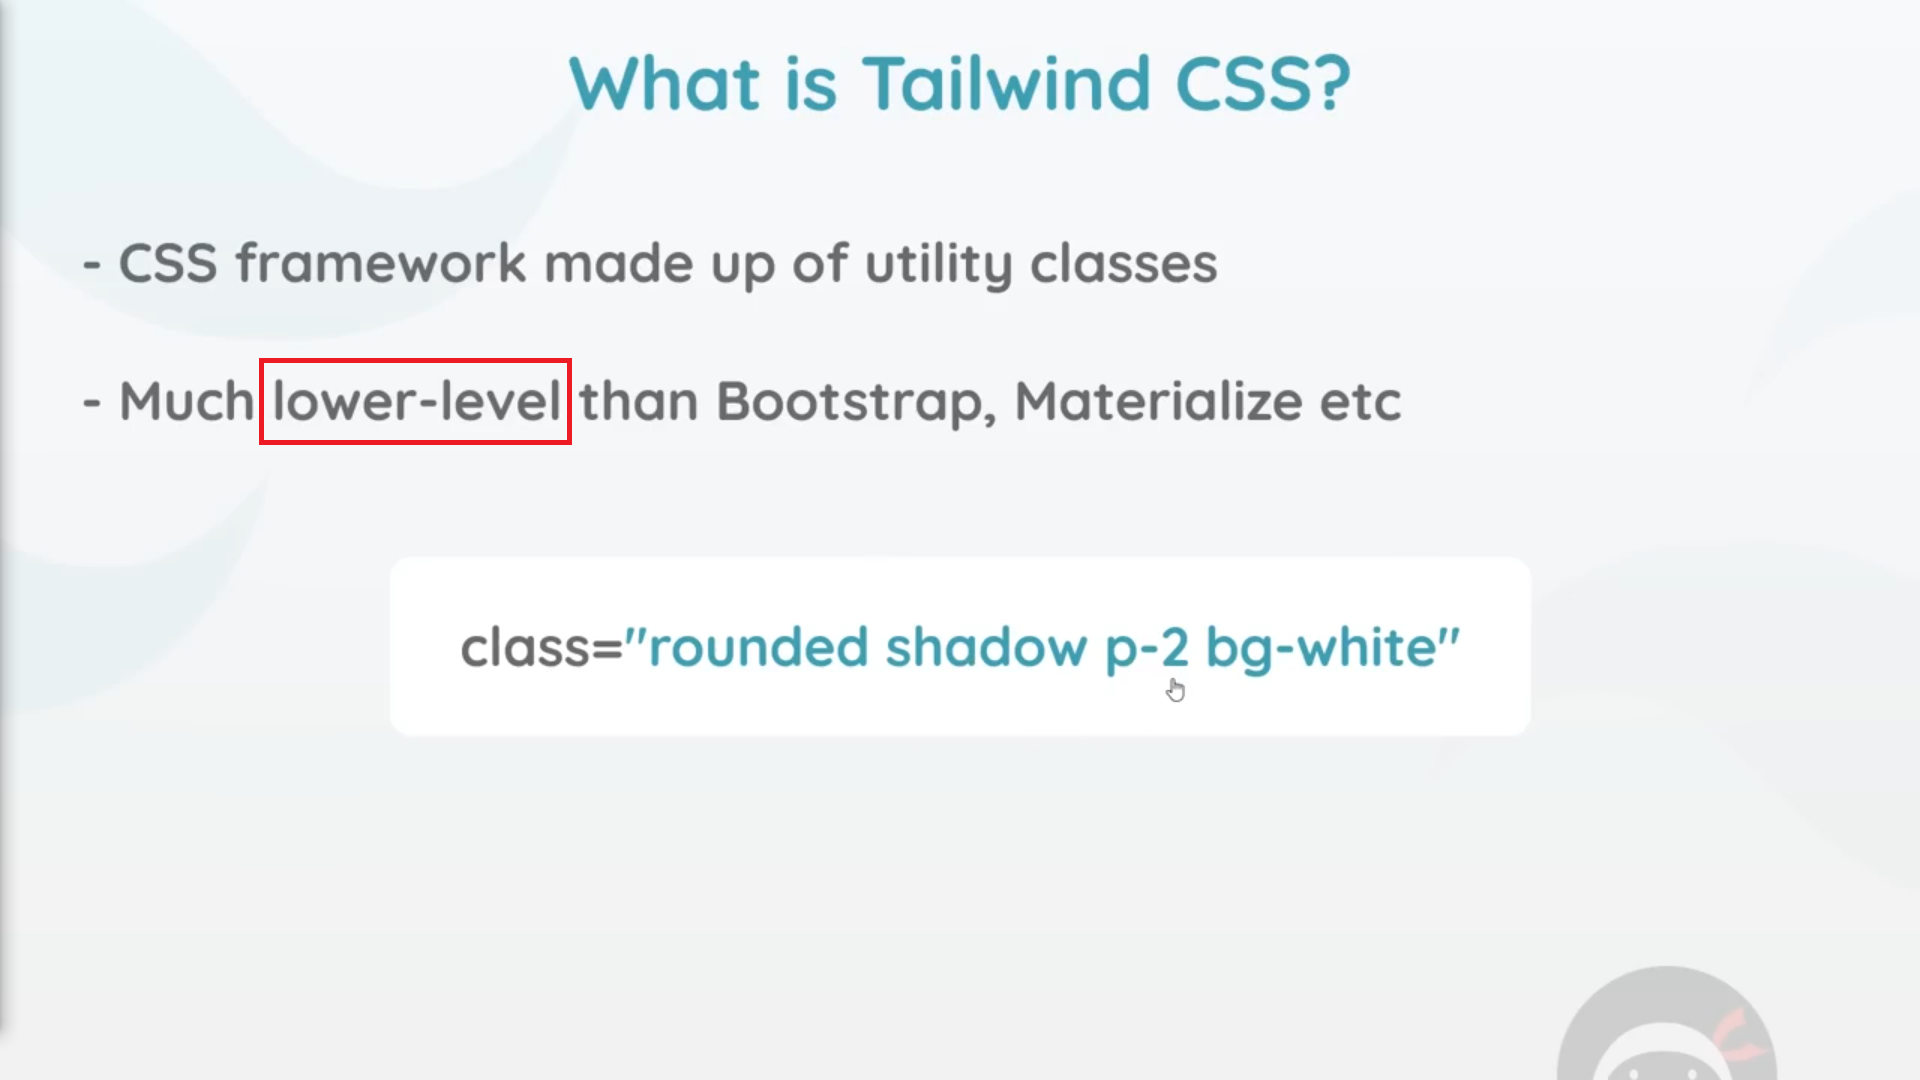 What is Tailwind CSS?
- CSS framework made up of utility classes
- Much lower-level than Bootstrap, Materialize etc
class="rounded shadow p-2 bg-white"